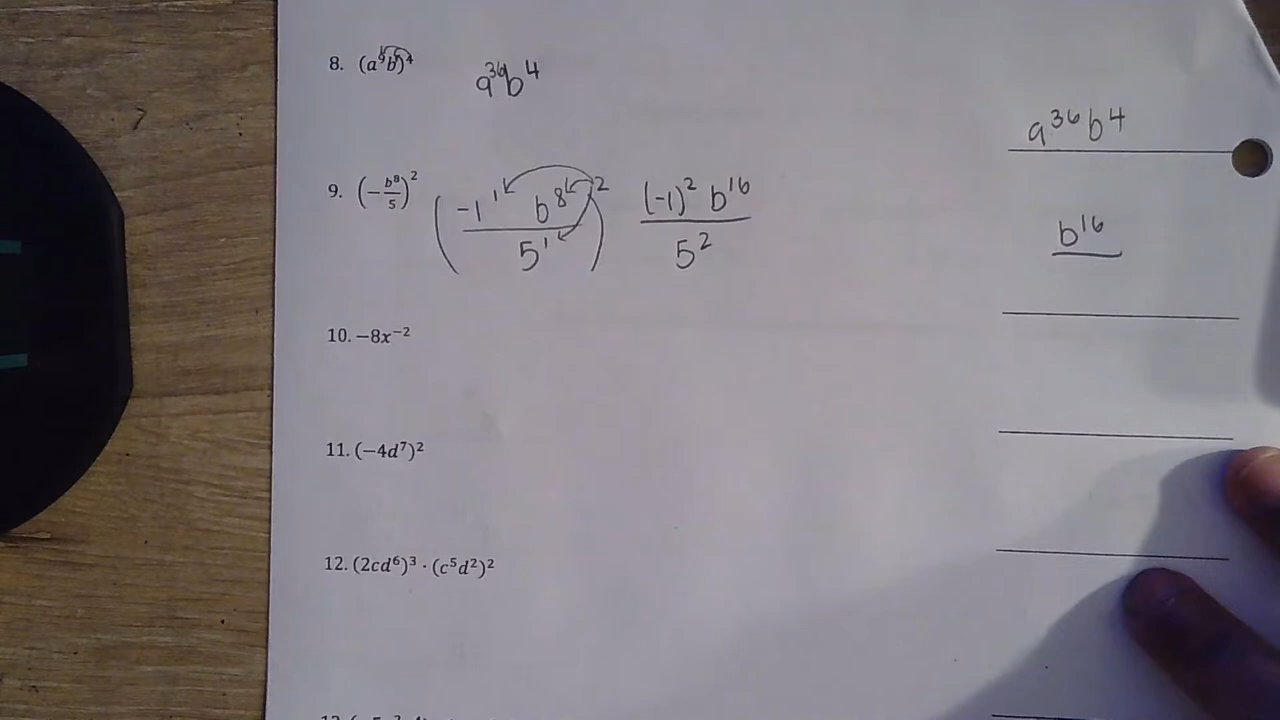 8. (a⁹b)⁴ a³⁶b⁴ a³⁶b⁴
9. (−b⁸/5)² (-1¹ b⁸/5¹)² (-1)² b¹⁶/5² b¹⁶
10. −8x⁻²
11. (−4d⁷)²
12. (2cd⁶)³ · (c⁵d²)²